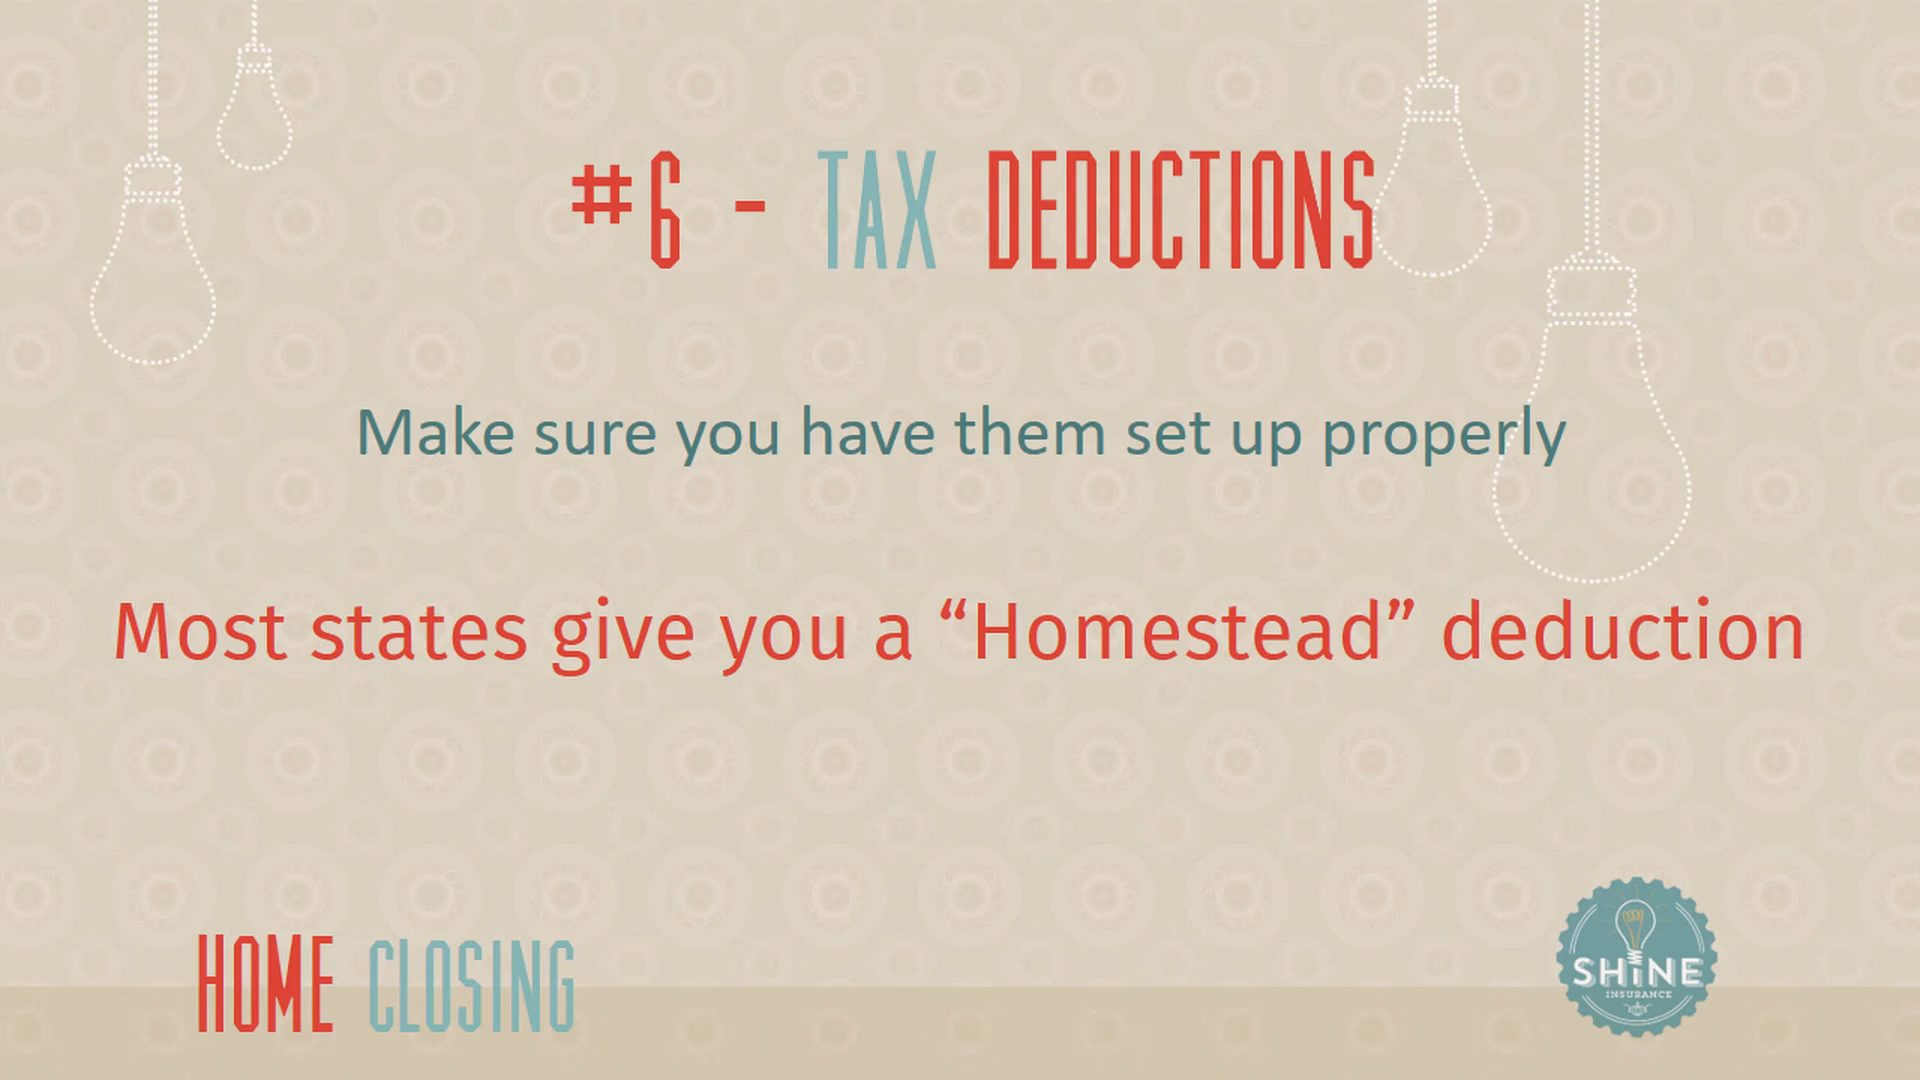 #6 - TAX DEDUCTIONS
Make sure you have them set up properly
Most states give you a “Homestead” deduction
HOME CLOSING
SHINE
INSURANCE